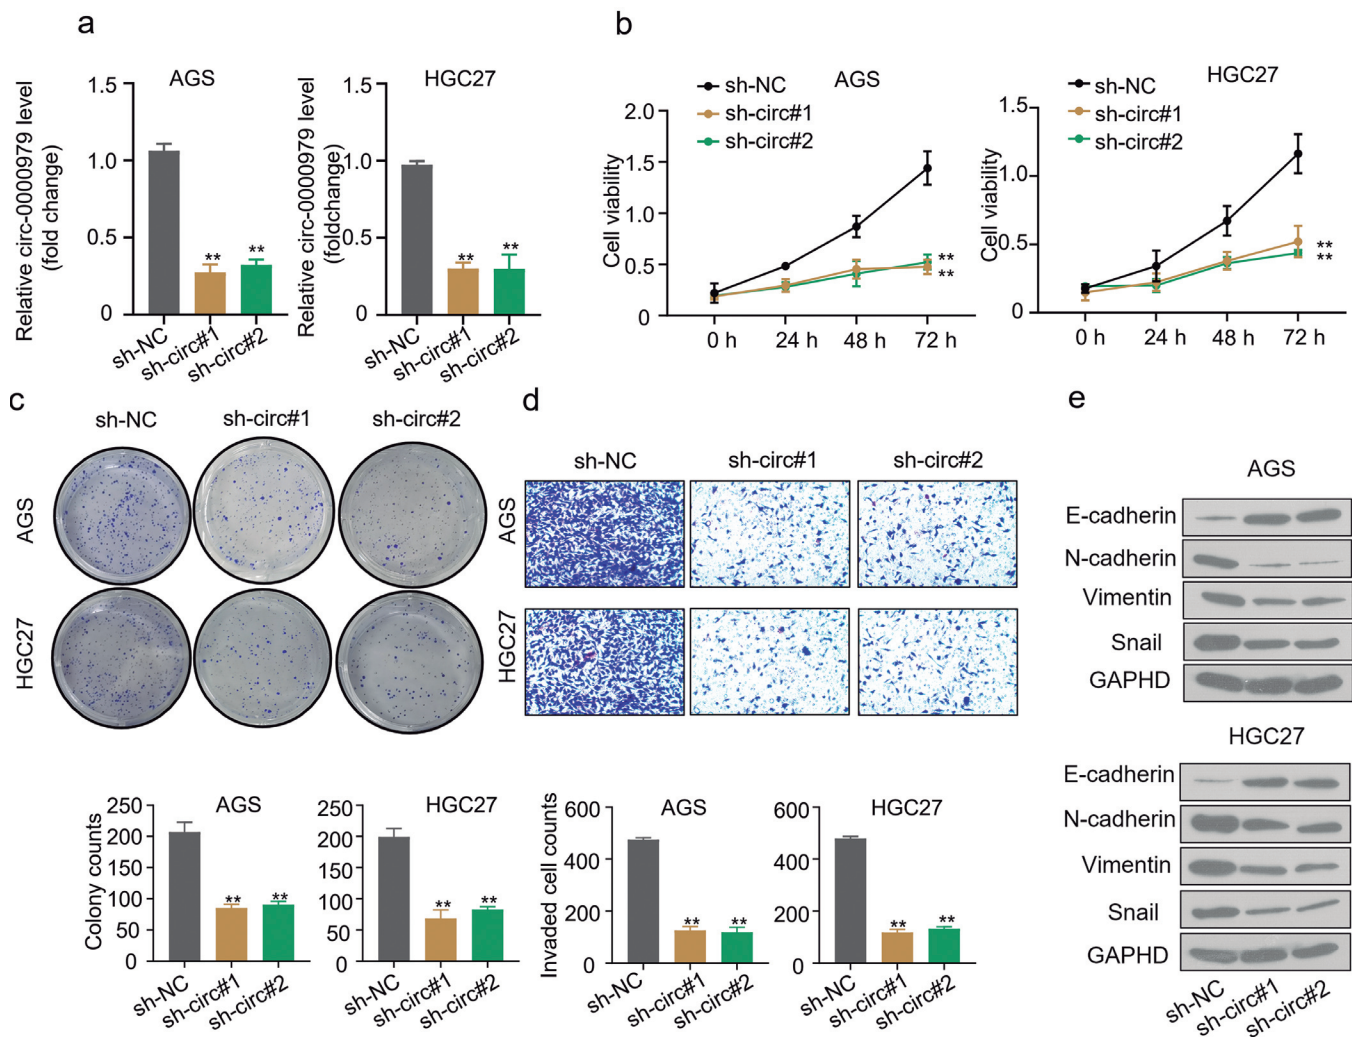 a
AGS
Relative circ-0000979 level
(fold change)
1.5
1.0
0.5
0
**
**
sh-NC
sh-circ#1
sh-circ#2
HGC27
Relative circ-0000979 level
(foldchange)
1.5
1.0
0.5
0
**
**
sh-NC
sh-circ#1
sh-circ#2
b
sh-NC
sh-circ#1
sh-circ#2
AGS
Cell viability
2.0
1.5
1.0
0.5
0
**
**
0 h
24 h
48 h
72 h
sh-NC
sh-circ#1
sh-circ#2
HGC27
Cell viability
1.5
1.0
0.5
0
**
**
0 h
24 h
48 h
72 h
c
sh-NC
sh-circ#1
sh-circ#2
AGS
HGC27
AGS
Colony counts
250
200
150
100
50
0
**
**
sh-NC
sh-circ#1
sh-circ#2
HGC27
250
200
150
100
50
0
**
**
sh-NC
sh-circ#1
sh-circ#2
d
sh-NC
sh-circ#1
sh-circ#2
AGS
HGC27
AGS
Invaded cell counts
600
400
200
0
**
**
sh-NC
sh-circ#1
sh-circ#2
HGC27
600
400
200
0
**
**
sh-NC
sh-circ#1
sh-circ#2
e
AGS
E-cadherin
N-cadherin
Vimentin
Snail
GAPHD
HGC27
E-cadherin
N-cadherin
Vimentin
Snail
GAPHD
sh-NC
sh-circ#1
sh-circ#2